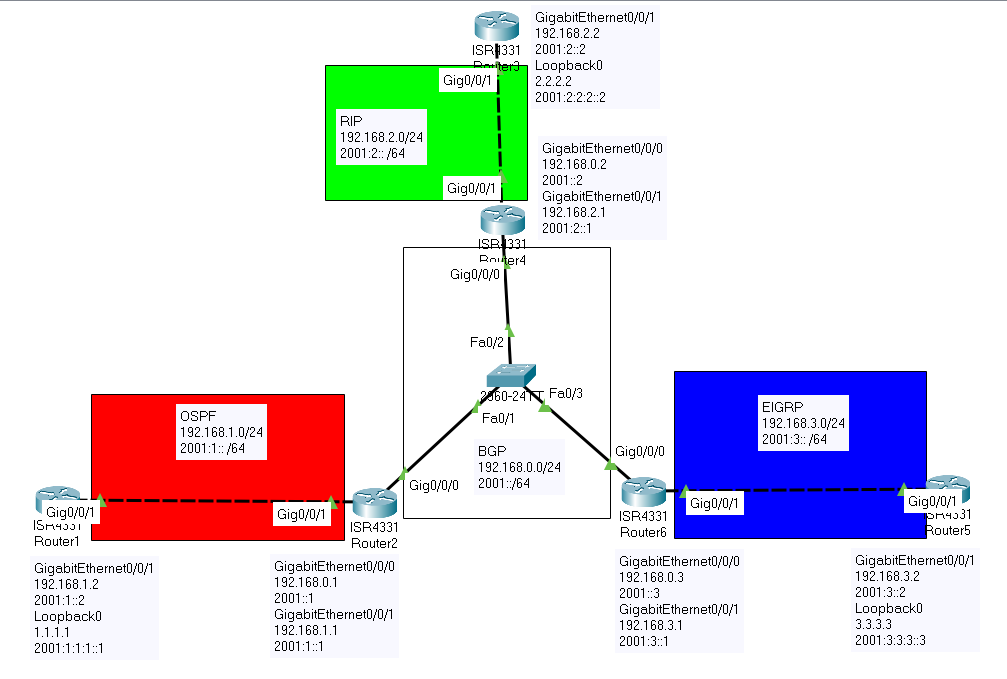 GigabitEthernet0/0/1
192.168.2.2
2001:2::2
Loopback0
2.2.2.2
2001:2:2:2::2
ISR4331
Router3
Gig0/0/1
RIP
192.168.2.0/24
2001:2:: /64
Gig0/0/1
GigabitEthernet0/0/0
192.168.0.2
2001::2
GigabitEthernet0/0/1
192.168.2.1
2001:2::1
ISR4331
Router4
Gig0/0/0
Fa0/2
2960-24TT
Fa0/3
Fa0/1
BGP
192.168.0.0/24
2001::/64
Gig0/0/0
Gig0/0/0
OSPF
192.168.1.0/24
2001:1:: /64
EIGRP
192.168.3.0/24
2001:3:: /64
Gig0/0/1
ISR4331
Router1
Gig0/0/1
ISR4331
Router2
ISR4331
Router6
Gig0/0/1
Gig0/0/1
ISR4331
Router5
GigabitEthernet0/0/1
192.168.1.2
2001:1::2
Loopback0
1.1.1.1
2001:1:1:1::1
GigabitEthernet0/0/0
192.168.0.1
2001::1
GigabitEthernet0/0/1
192.168.1.1
2001:1::1
GigabitEthernet0/0/0
192.168.0.3
2001::3
GigabitEthernet0/0/1
192.168.3.1
2001:3::1
GigabitEthernet0/0/1
192.168.3.2
2001:3::2
Loopback0
3.3.3.3
2001:3:3:3::3